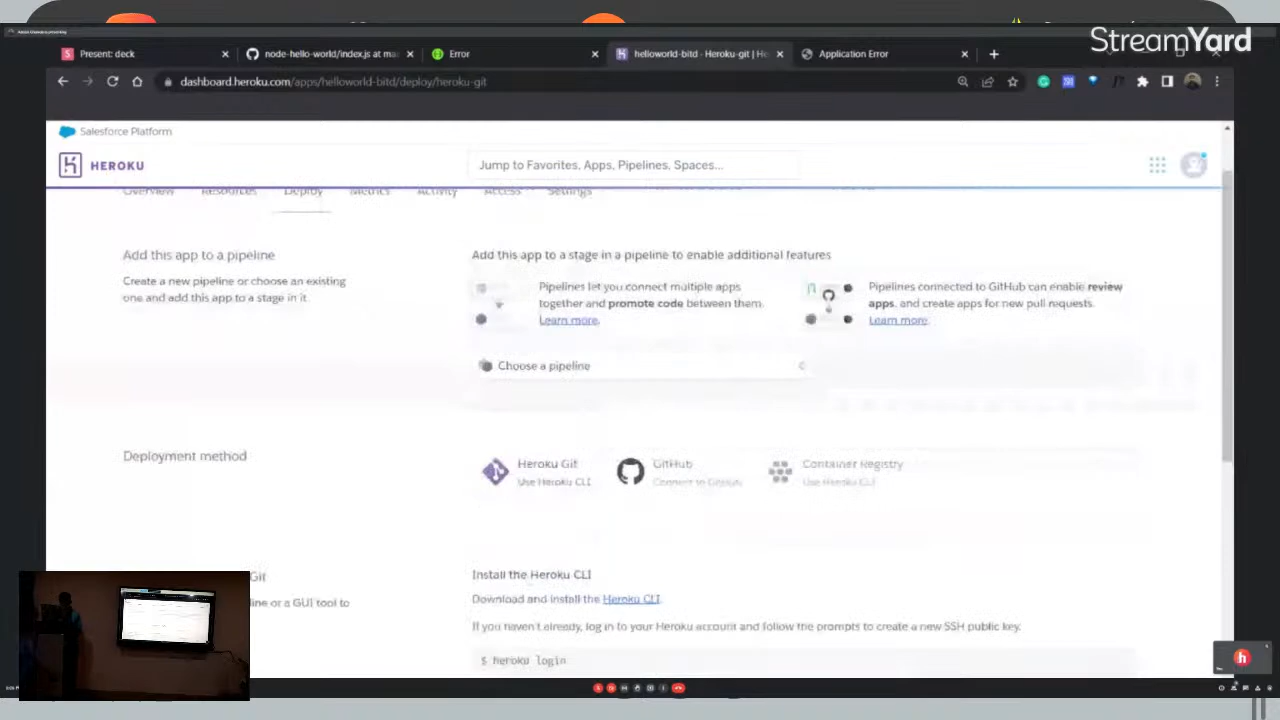 StreamYard
Present: deck
node-hello-world/index.js at ma
Error
helloworld-bitd - Heroku-git | He
Application Error
dashboard.heroku.com/apps/helloworld-bitd/deploy/heroku-git
Salesforce Platform
HEROKU
Jump to Favorites, Apps, Pipelines, Spaces...
Overview Resources Deploy Metrics Activity Access Settings
Add this app to a pipeline
Create a new pipeline or choose an existing
one and add this app to a stage in it.
Add this app to a stage in a pipeline to enable additional features
Pipelines let you connect multiple apps
together and promote code between them.
Learn more.
Pipelines connected to GitHub can enable review
apps, and create apps for new pull requests.
Learn more.
Choose a pipeline
Deployment method
Heroku Git
Use Heroku CLI
GitHub
Connect to GitHub
Container Registry
Use Heroku CLI
Git
line or a GUI tool to
Install the Heroku CLI
Download and install the Heroku CLI.
If you haven't already, log in to your Heroku account and follow the prompts to create a new SSH public key.
$ heroku login
h